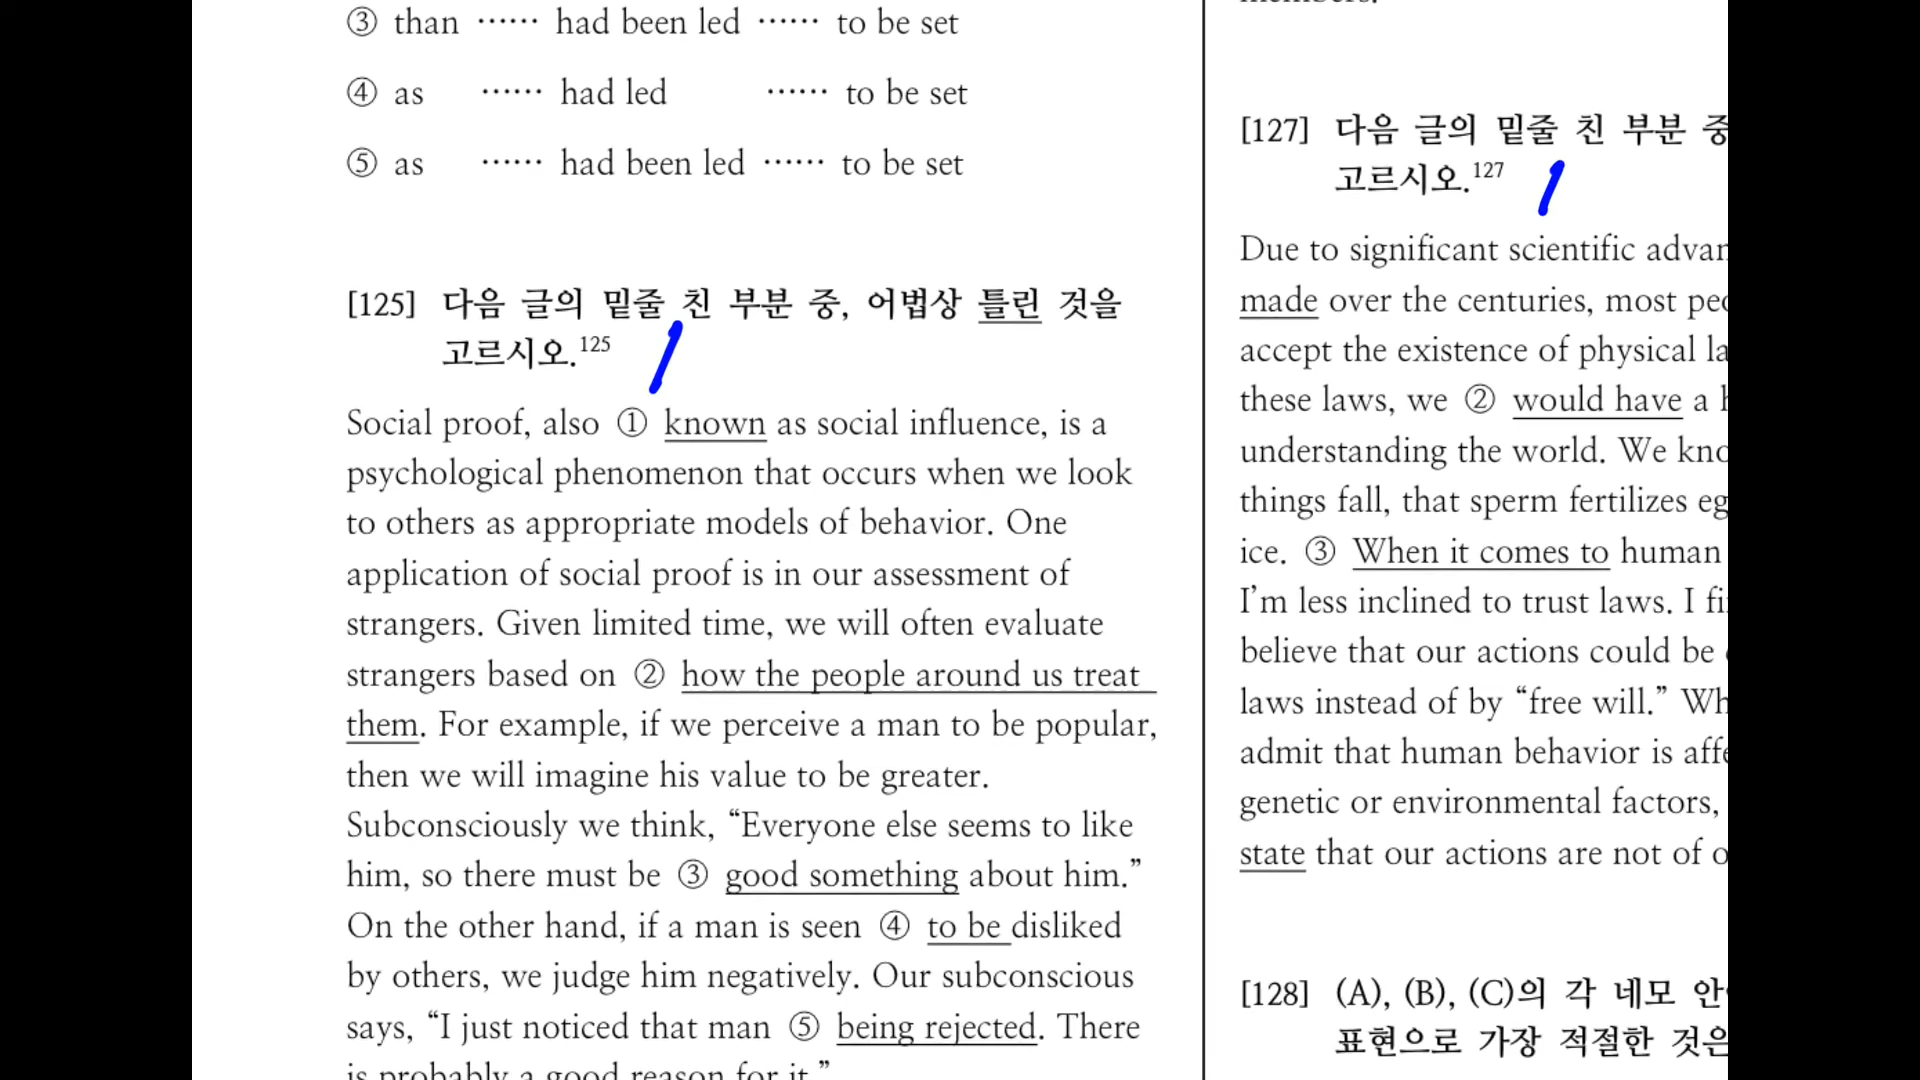 ③ than ······ had been led ······ to be set
④ as ······ had led ······ to be set
⑤ as ······ had been led ······ to be set
[125] 다음 글의 밑줄 친 부분 중, 어법상 틀린 것을
고르시오.125
Social proof, also ① known as social influence, is a
psychological phenomenon that occurs when we look
to others as appropriate models of behavior. One
application of social proof is in our assessment of
strangers. Given limited time, we will often evaluate
strangers based on ② how the people around us treat
them. For example, if we perceive a man to be popular,
then we will imagine his value to be greater.
Subconsciously we think, “Everyone else seems to like
him, so there must be ③ good something about him.”
On the other hand, if a man is seen ④ to be disliked
by others, we judge him negatively. Our subconscious
says, “I just noticed that man ⑤ being rejected. There
is probably a good reason for it.”
members.
[127] 다음 글의 밑줄 친 부분 중
고르시오.127
Due to significant scientific advan
made over the centuries, most peo
accept the existence of physical la
these laws, we ② would have a h
understanding the world. We kno
things fall, that sperm fertilizes eg
ice. ③ When it comes to human
I’m less inclined to trust laws. I fi
believe that our actions could be
laws instead of by “free will.” Wh
admit that human behavior is affe
genetic or environmental factors,
state that our actions are not of o
[128] (A), (B), (C)의 각 네모 안
표현으로 가장 적절한 것은